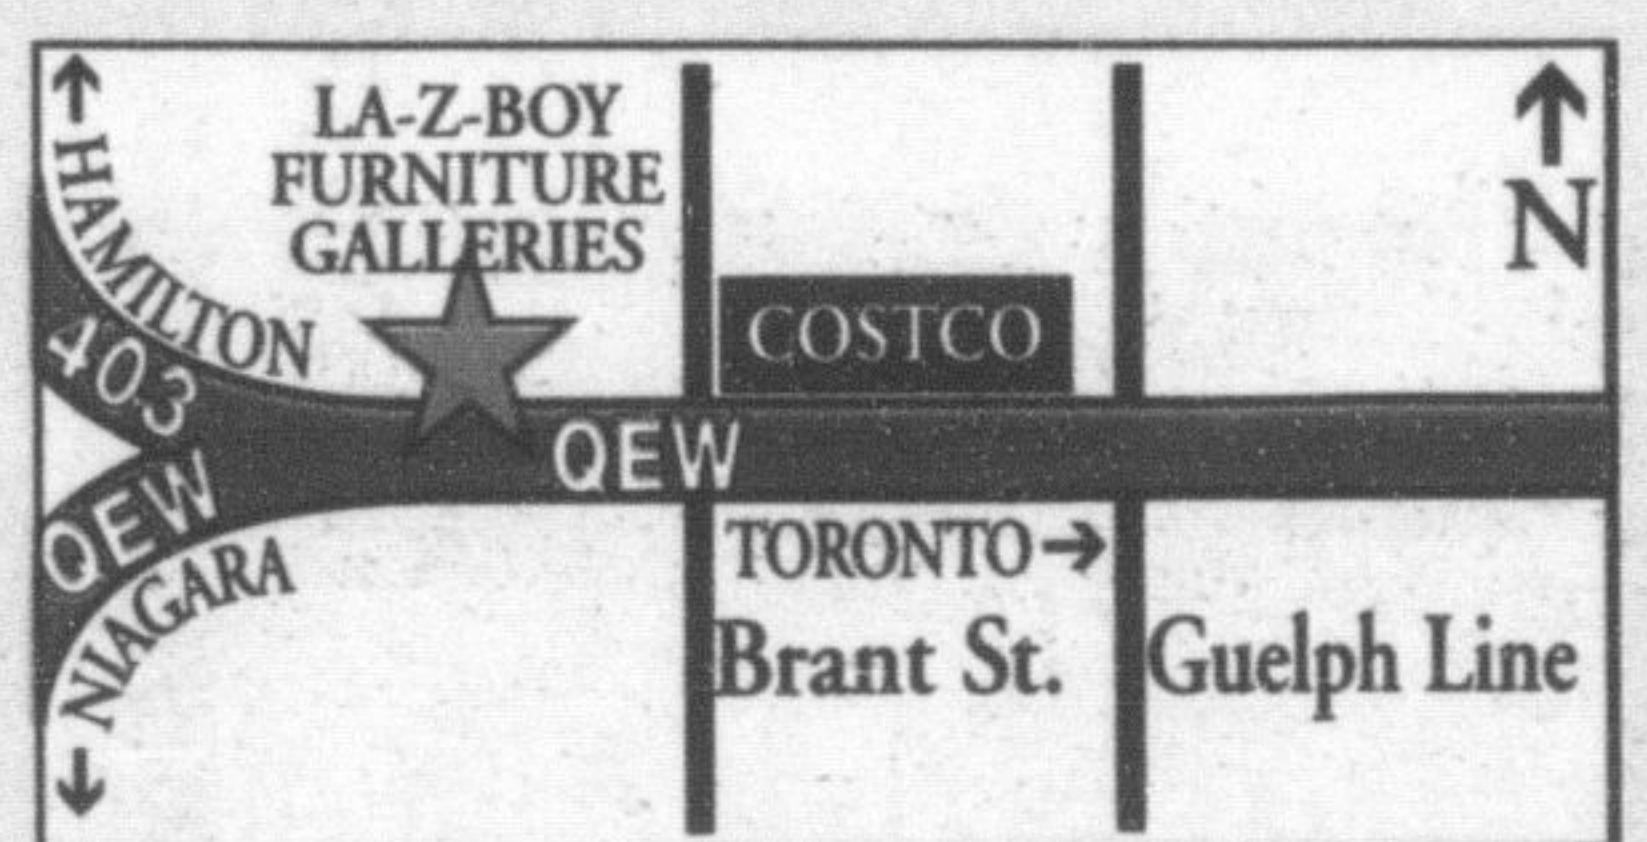 LA-Z-BOY
FURNITURE
GALLERIES
N
HAMILTON
403
COSTCO
QEW
QEW
NIAGARA
TORONTO
Brant St.
Guelph Line